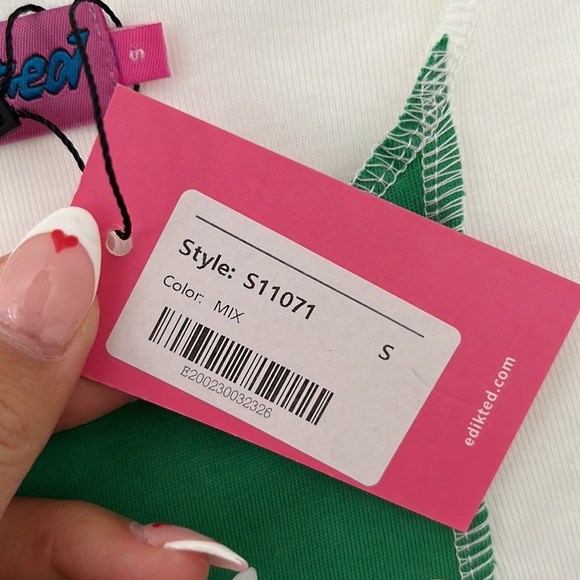 S
Style: S11071
Color: MIX
S
E200230032326
edikted.com